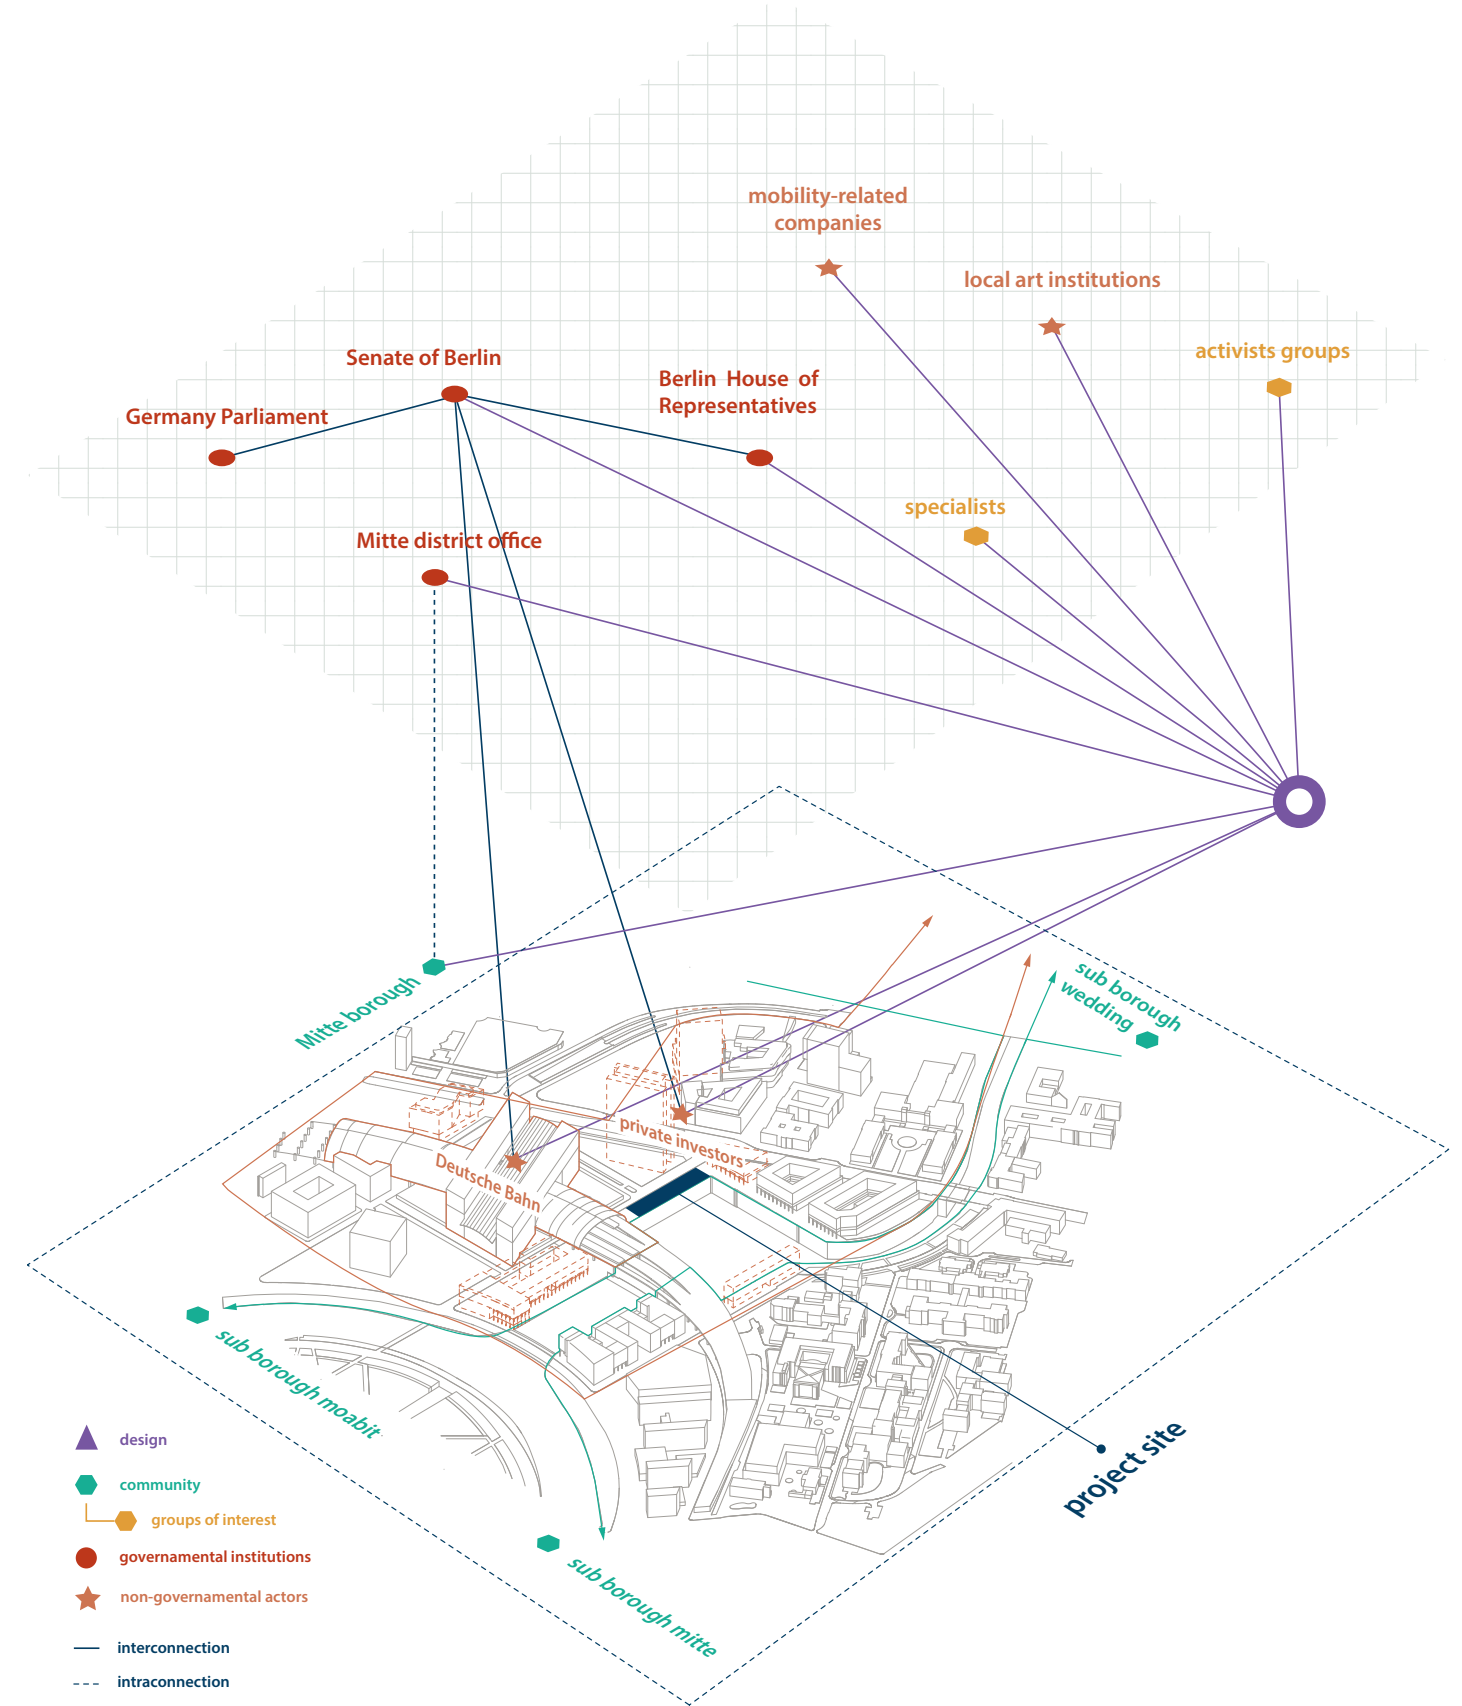 mobility-related
companies
local art institutions
activists groups
Senate of Berlin
Berlin House of
Representatives
Germany Parliament
specialists
Mitte district office
Mitte borough
sub borough
wedding
private investors
Deutsche Bahn
sub borough moabit
project site
sub borough mitte
design
community
groups of interest
governamental institutions
non-governamental actors
interconnection
intraconnection